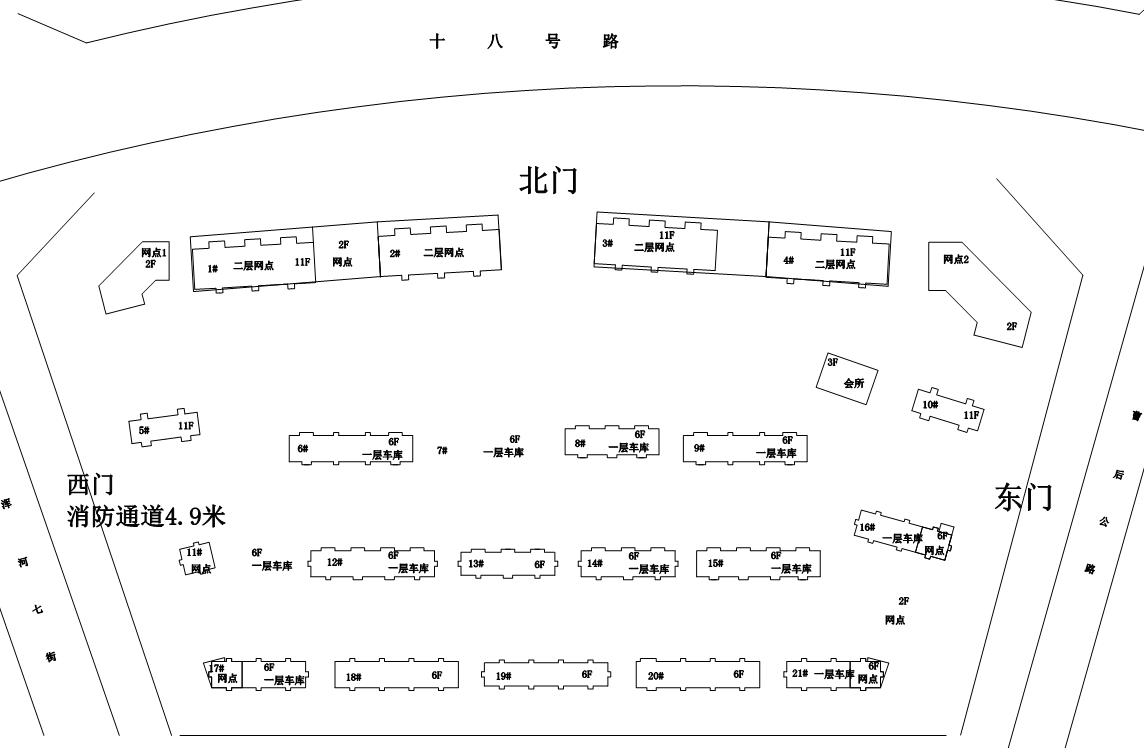 十八号路
北门
网点1
2F
1#
二层网点
11F
2F
网点
2#
二层网点
3#
11F
二层网点
4#
11F
二层网点
网点2
2F
3F
会所
10#
11F
5#
11F
6#
6F
一层车库
7#
6F
一层车库
8#
6F
一层车库
9#
6F
一层车库
西门
消防通道4.9米
东门
11#
网点
6F
一层车库
12#
6F
一层车库
13#
6F
14#
6F
一层车库
15#
6F
一层车库
16#
一层车库
6F
网点
2F
网点
17#
网点
6F
一层车库
18#
6F
19#
6F
20#
6F
21#
一层车库
6F
网点
浑河七街
后公路